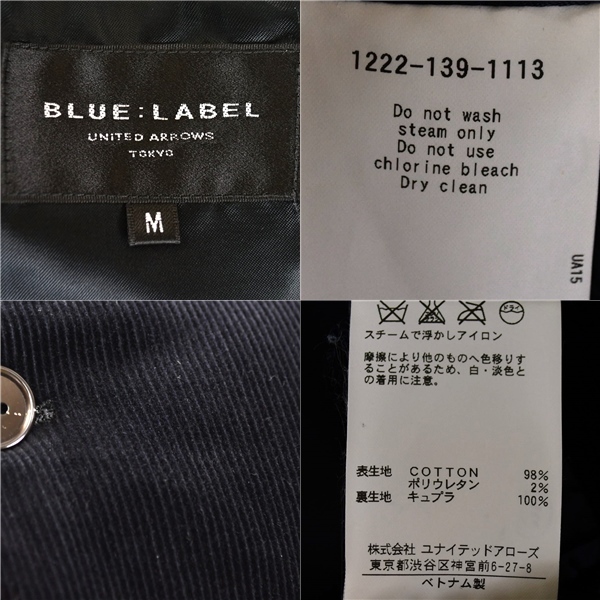 BLUE:LABEL
UNITED ARROWS
TOKYO
M
1222-139-1113
Do not wash
steam only
Do not use
chlorine bleach
Dry clean
UA15
ドライ
スチームで浮かしアイロン
摩擦により他のものへ色移りす
ることがあるため、白・淡色と
の着用に注意。
表生地 COTTON 98%
ポリウレタン 2%
裏生地 キュプラ 100%
株式会社 ユナイテッドアローズ
東京都渋谷区神宮前6-27-8
ベトナム製